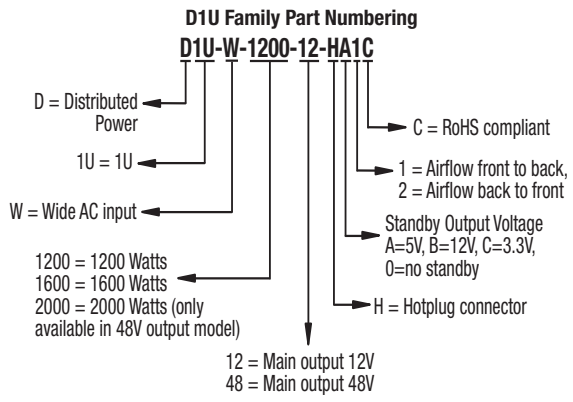 D1U Family Part Numbering
D1U-W-1200-12-HA1C
D = Distributed
Power
1U = 1U
W = Wide AC input
1200 = 1200 Watts
1600 = 1600 Watts
2000 = 2000 Watts (only
available in 48V output model)
12 = Main output 12V
48 = Main output 48V
C = RoHS compliant
1 = Airflow front to back,
2 = Airflow back to front
Standby Output Voltage
A=5V, B=12V, C=3.3V,
0=no standby
H = Hotplug connector